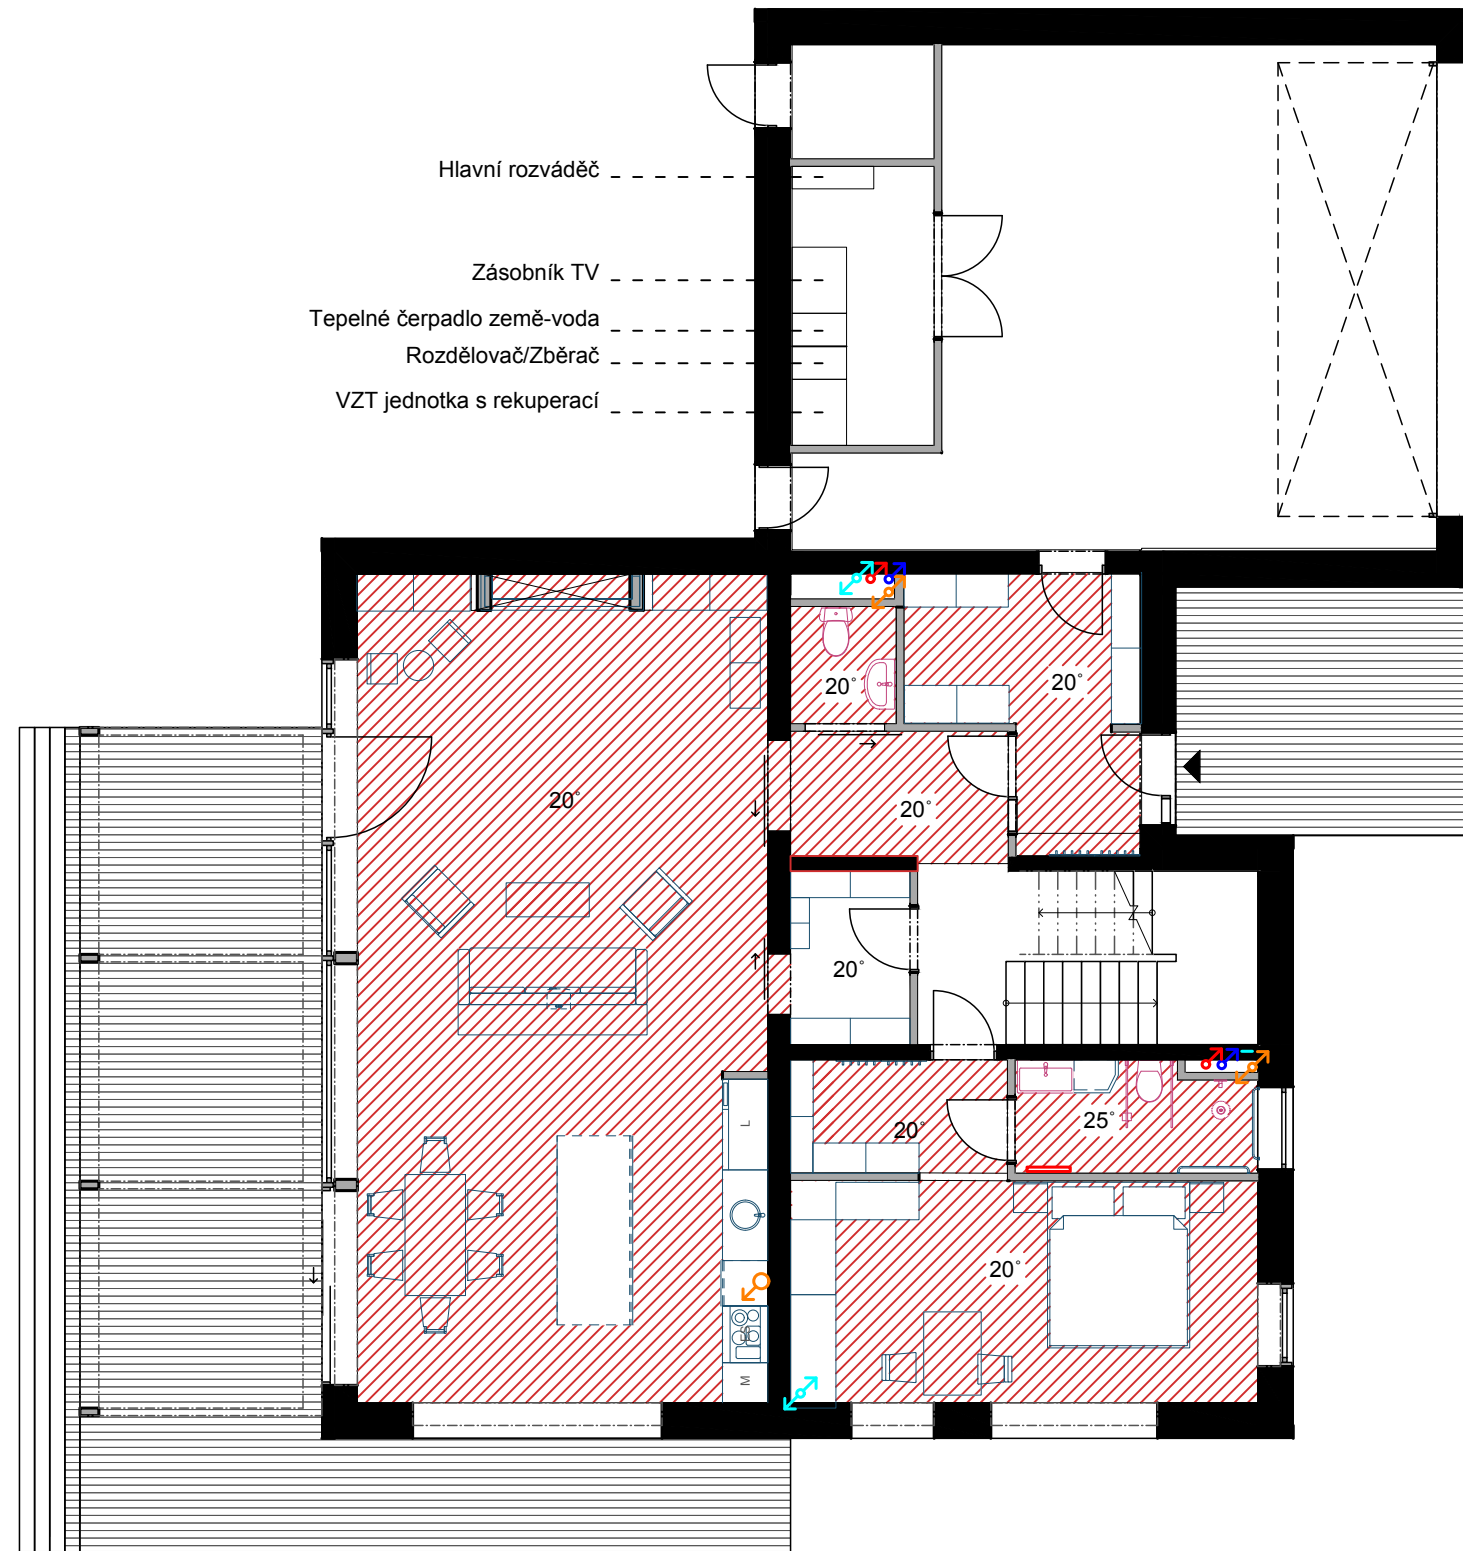 Hlavní rozváděč
Zásobník TV
Tepelné čerpadlo země-voda
Rozdělovač/Zběrač
VZT jednotka s rekuperací
20°
20°
20°
20°
20°
20°
25°
20°
L
M